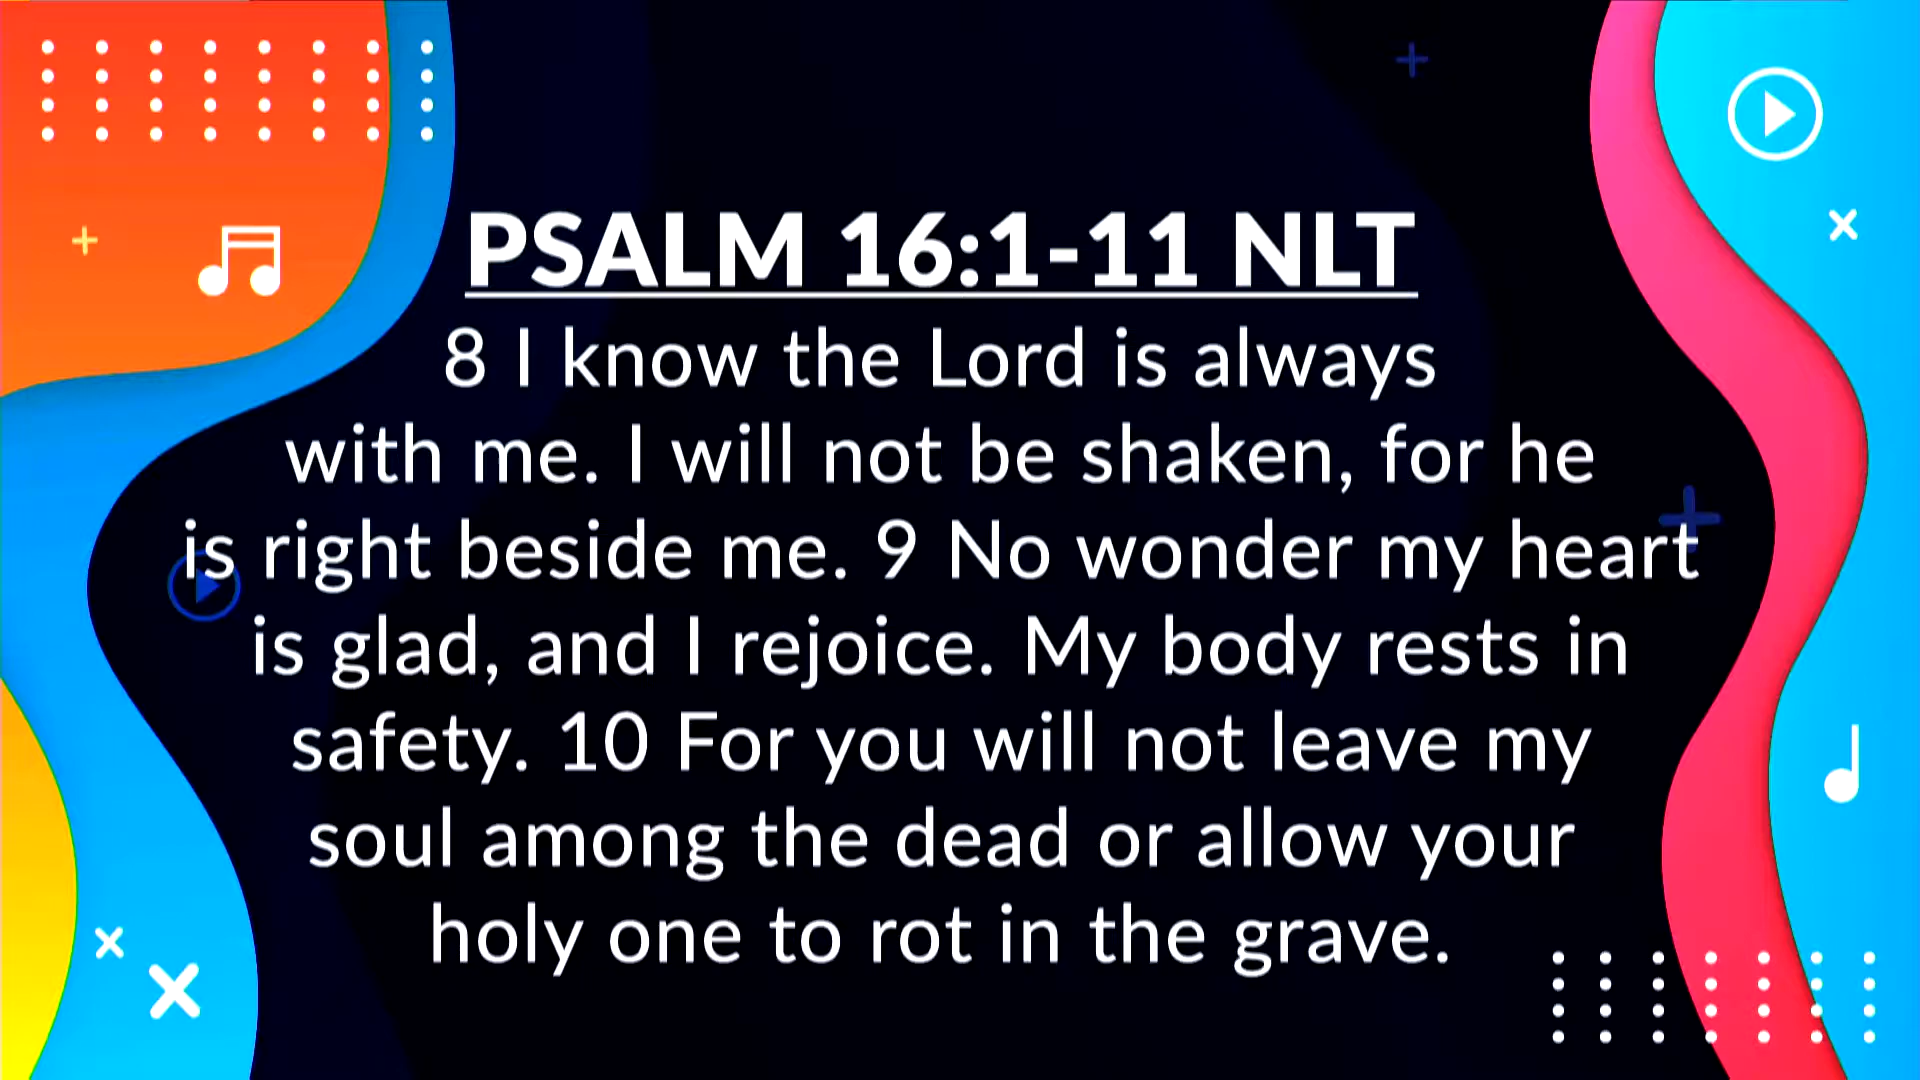 PSALM 16:1-11 NLT
8 I know the Lord is always
with me. I will not be shaken, for he
is right beside me. 9 No wonder my heart
is glad, and I rejoice. My body rests in
safety. 10 For you will not leave my
soul among the dead or allow your
holy one to rot in the grave.